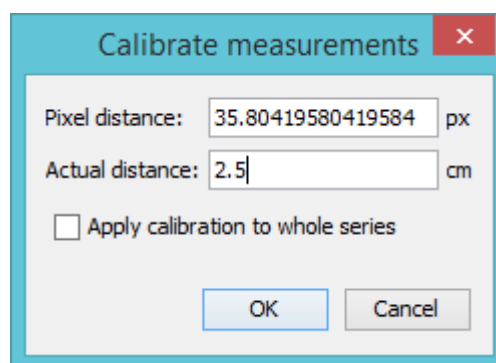 Calibrate measurements
Pixel distance: 35.80419580419584 px
Actual distance: 2.5 cm
Apply calibration to whole series
OK Cancel